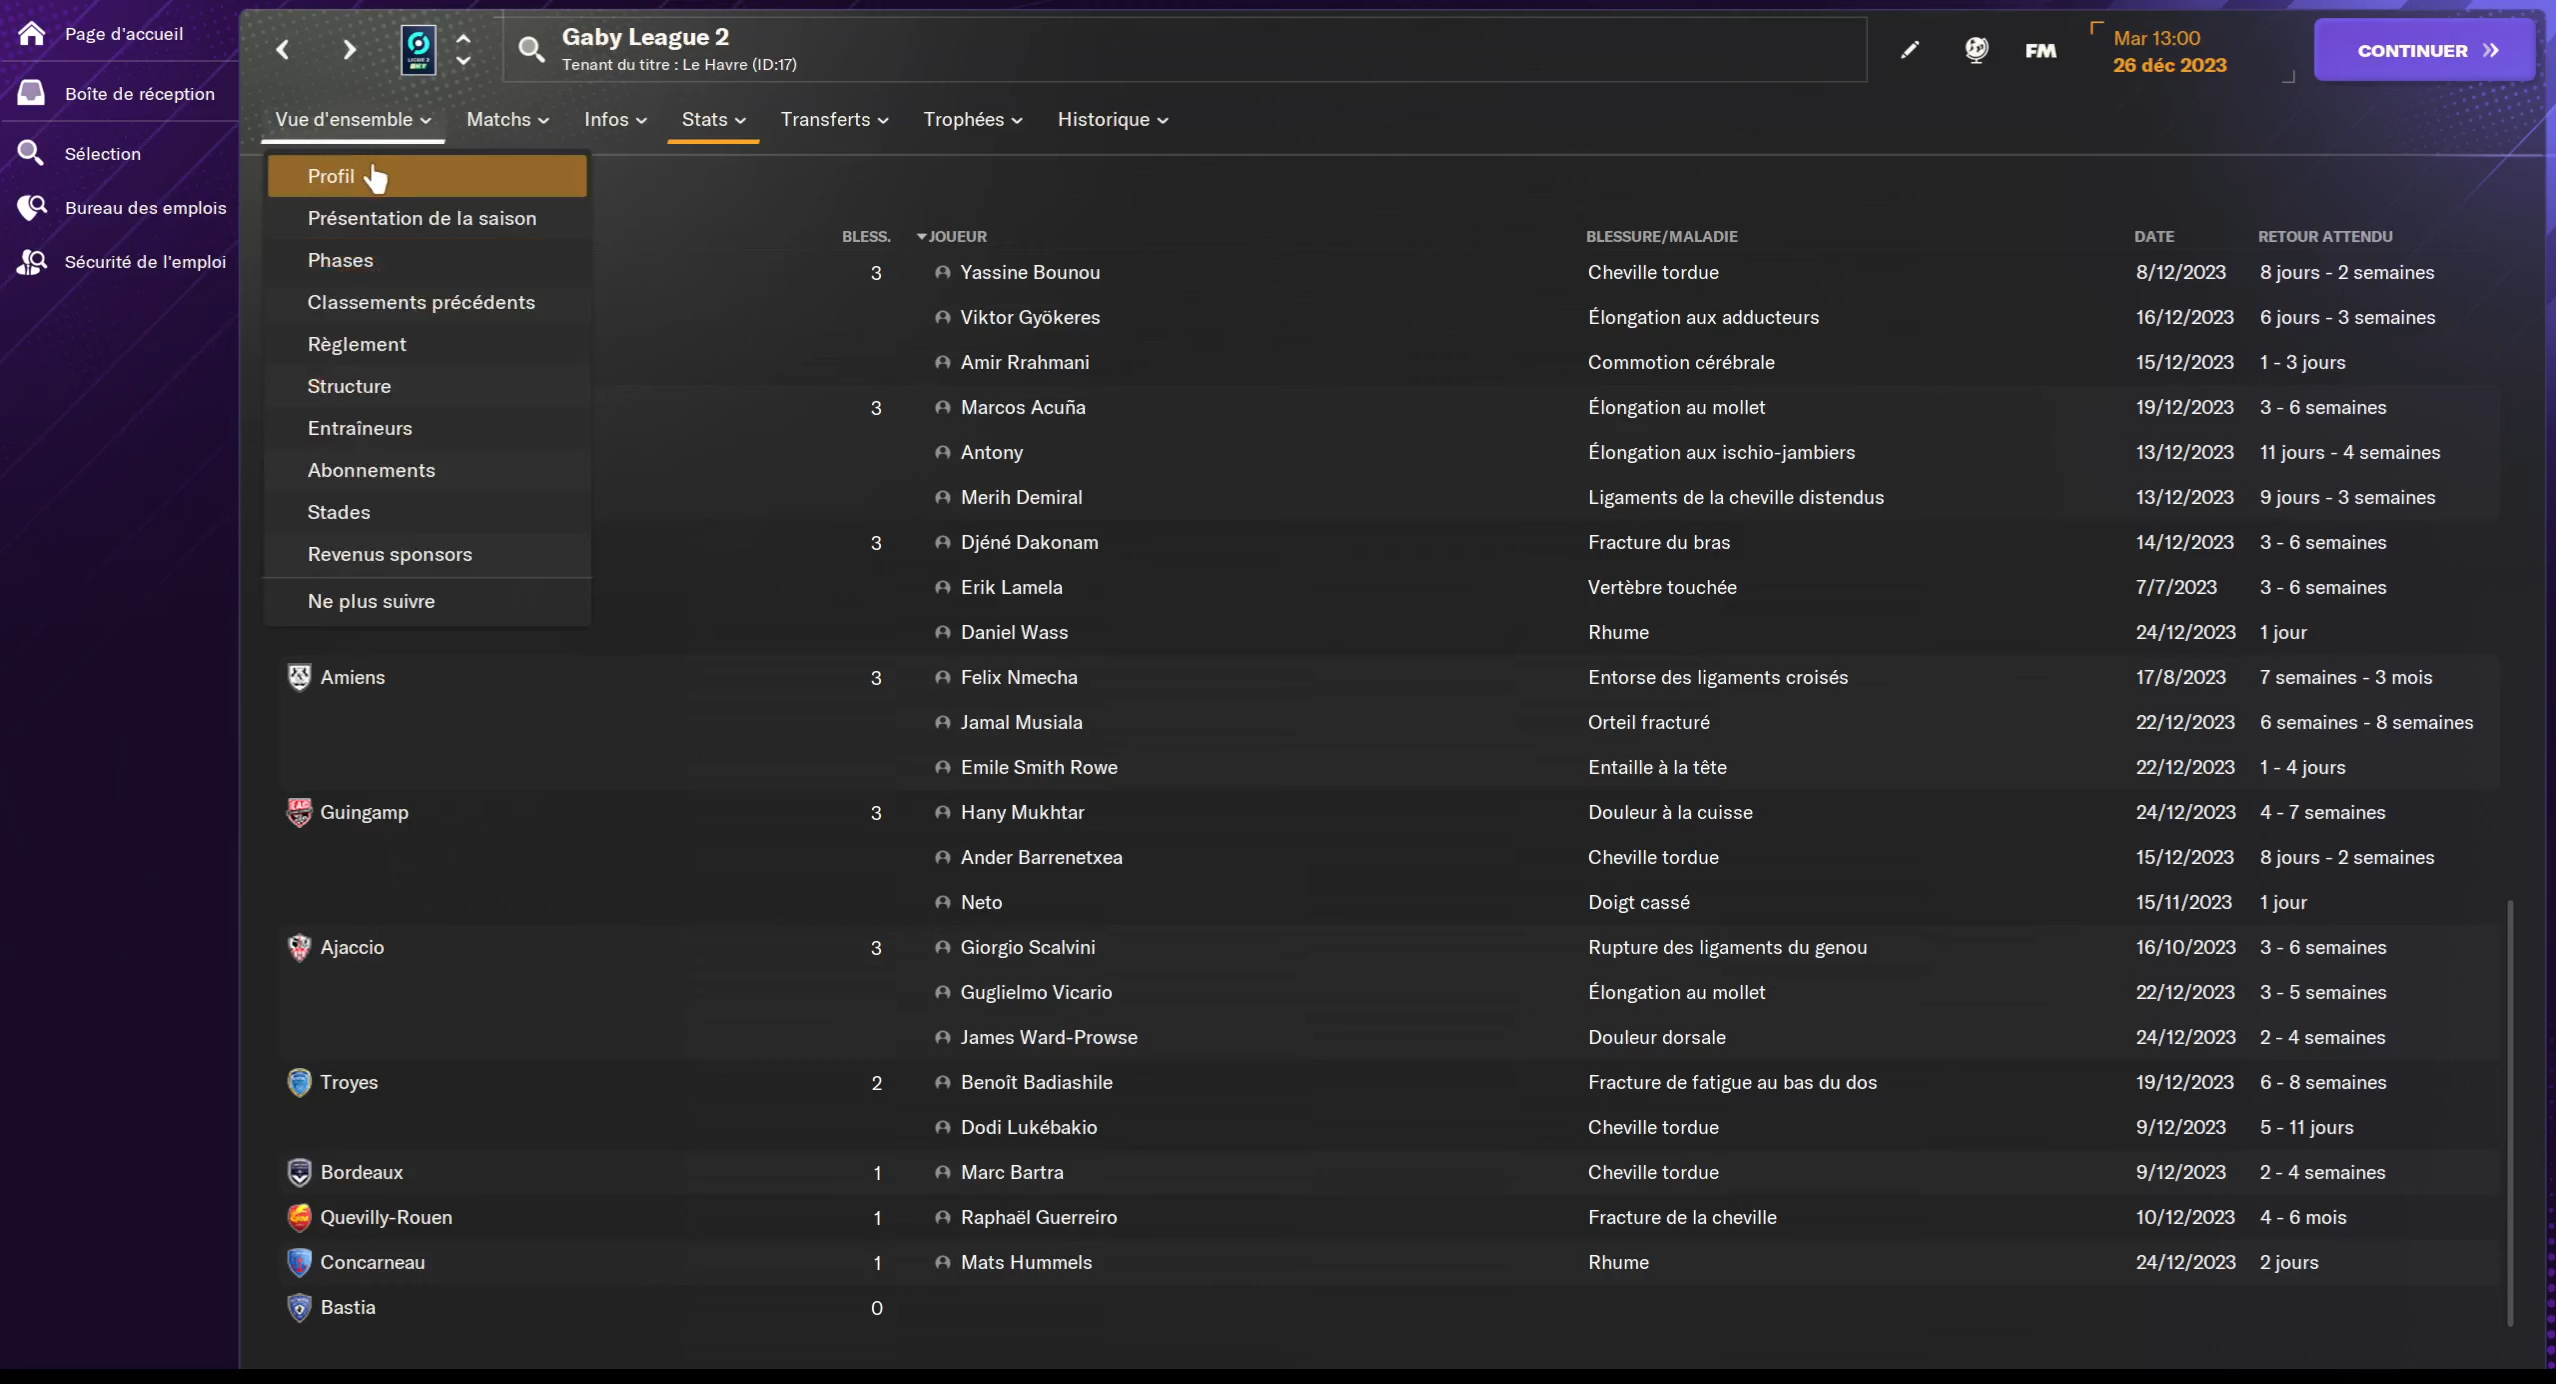 Page d'accueil
Boîte de réception
Sélection
Bureau des emplois
Sécurité de l'emploi
Gaby League 2
Tenant du titre : Le Havre (ID:17)
FM
Mar 13:00
26 déc 2023
CONTINUER
Vue d'ensemble Matchs Infos Stats Transferts Trophées Historique
Profil
Présentation de la saison
Phases
Classements précédents
Règlement
Structure
Entraîneurs
Abonnements
Stades
Revenus sponsors
Ne plus suivre
BLESS. JOUEUR BLESSURE/MALADIE DATE RETOUR ATTENDU
3 Yassine Bounou Cheville tordue 8/12/2023 8 jours - 2 semaines
Viktor Gyökeres Élongation aux adducteurs 16/12/2023 6 jours - 3 semaines
Amir Rrahmani Commotion cérébrale 15/12/2023 1 - 3 jours
3 Marcos Acuña Élongation au mollet 19/12/2023 3 - 6 semaines
Antony Élongation aux ischio-jambiers 13/12/2023 11 jours - 4 semaines
Merih Demiral Ligaments de la cheville distendus 13/12/2023 9 jours - 3 semaines
3 Djéné Dakonam Fracture du bras 14/12/2023 3 - 6 semaines
Erik Lamela Vertèbre touchée 7/7/2023 3 - 6 semaines
Daniel Wass Rhume 24/12/2023 1 jour
Amiens 3 Felix Nmecha Entorse des ligaments croisés 17/8/2023 7 semaines - 3 mois
Jamal Musiala Orteil fracturé 22/12/2023 6 semaines - 8 semaines
Emile Smith Rowe Entaille à la tête 22/12/2023 1 - 4 jours
Guingamp 3 Hany Mukhtar Douleur à la cuisse 24/12/2023 4 - 7 semaines
Ander Barrenetxea Cheville tordue 15/12/2023 8 jours - 2 semaines
Neto Doigt cassé 15/11/2023 1 jour
Ajaccio 3 Giorgio Scalvini Rupture des ligaments du genou 16/10/2023 3 - 6 semaines
Guglielmo Vicario Élongation au mollet 22/12/2023 3 - 5 semaines
James Ward-Prowse Douleur dorsale 24/12/2023 2 - 4 semaines
Troyes 2 Benoît Badiashile Fracture de fatigue au bas du dos 19/12/2023 6 - 8 semaines
Dodi Lukébakio Cheville tordue 9/12/2023 5 - 11 jours
Bordeaux 1 Marc Bartra Cheville tordue 9/12/2023 2 - 4 semaines
Quevilly-Rouen 1 Raphaël Guerreiro Fracture de la cheville 10/12/2023 4 - 6 mois
Concarneau 1 Mats Hummels Rhume 24/12/2023 2 jours
Bastia 0